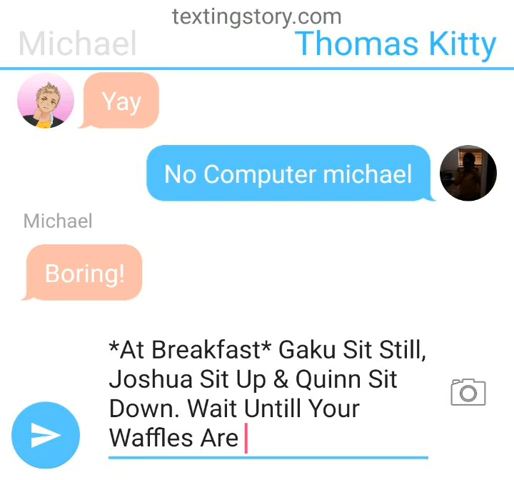 textingstory.com
Michael
Thomas Kitty
Yay
No Computer michael
Michael
Boring!
*At Breakfast* Gaku Sit Still,
Joshua Sit Up & Quinn Sit
Down. Wait Untill Your
Waffles Are